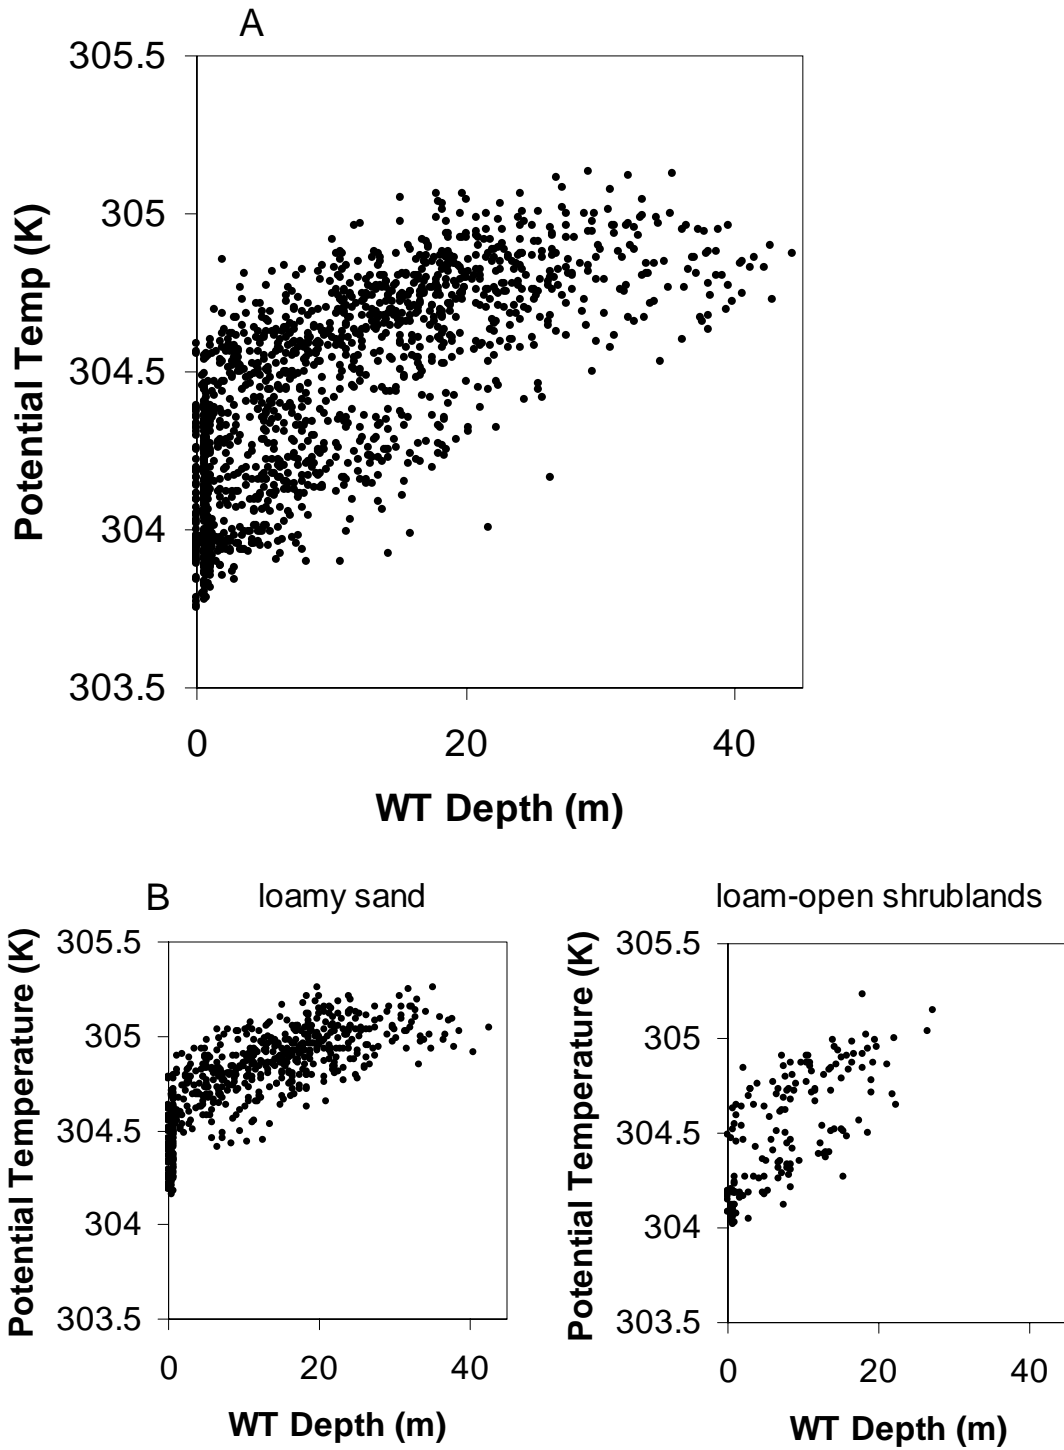 A
305.5
305
304.5
304
303.5
Potential Temp (K)
0 20 40
WT Depth (m)
B loamy sand
305.5
305
304.5
304
303.5
Potential Temperature (K)
0 20 40
WT Depth (m)
loam-open shrublands
305.5
305
304.5
304
303.5
Potential Temperature (K)
0 20 40
WT Depth (m)